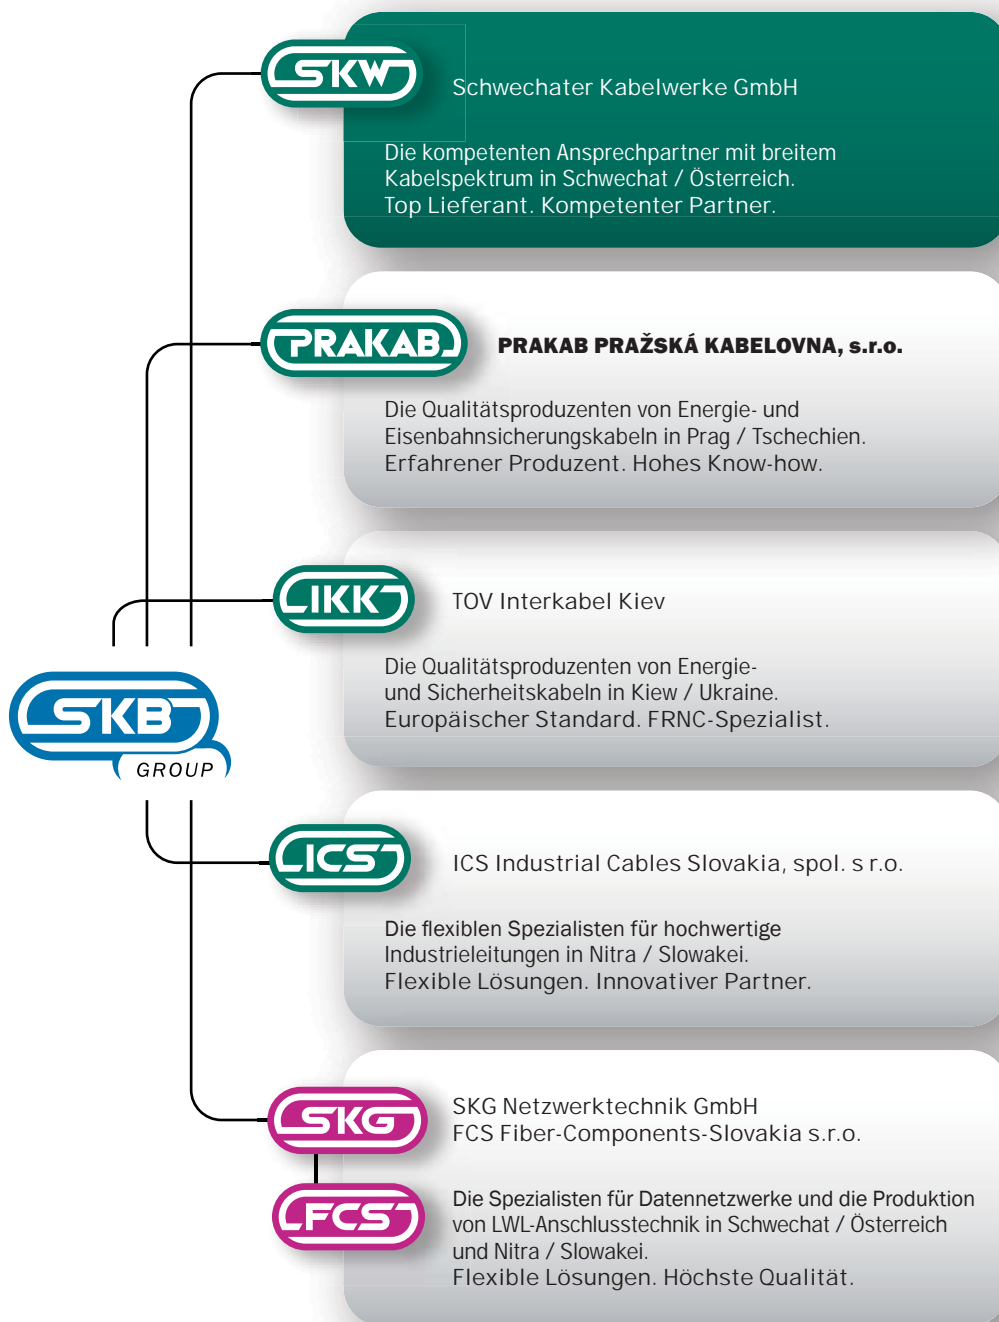 SKW
Schwechater Kabelwerke GmbH
Die kompetenten Ansprechpartner mit breitem
Kabelspektrum in Schwechat / Österreich.
Top Lieferant. Kompetenter Partner.
PRAKAB
PRAKAB PRAŽSKÁ KABELOVNA, s.r.o.
Die Qualitätsproduzenten von Energie- und
Eisenbahnsicherungskabeln in Prag / Tschechien.
Erfahrener Produzent. Hohes Know-how.
IKK
TOV Interkabel Kiev
Die Qualitätsproduzenten von Energie-
und Sicherheitskabeln in Kiew / Ukraine.
Europäischer Standard. FRNC-Spezialist.
SKB
GROUP
ICS
ICS Industrial Cables Slovakia, spol. s r.o.
Die flexiblen Spezialisten für hochwertige
Industrieleitungen in Nitra / Slowakei.
Flexible Lösungen. Innovativer Partner.
SKG
SKG Netzwerktechnik GmbH
FCS Fiber-Components-Slovakia s.r.o.
FCS
Die Spezialisten für Datennetzwerke und die Produktion
von LWL-Anschlusstechnik in Schwechat / Österreich
und Nitra / Slowakei.
Flexible Lösungen. Höchste Qualität.